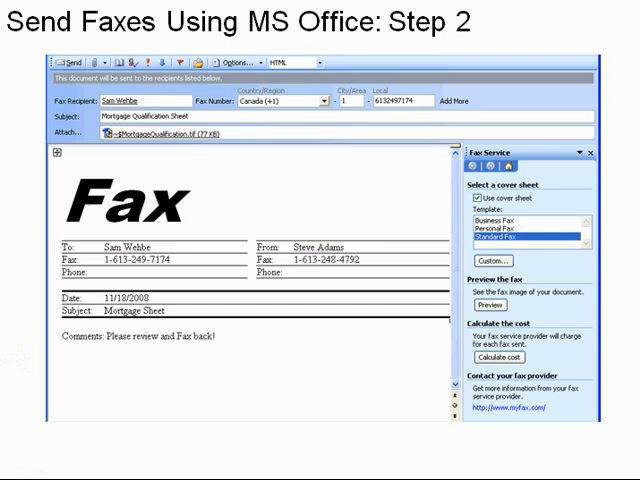 Send Faxes Using MS Office: Step 2
Send Options... HTML
This document will be sent to the recipients listed below.
Country/Region City/Area Local
Fax Recipient: Sam Wehbe Fax Number: Canada (+1) - 1 - 6132497174 Add More
Subject: Mortgage Qualification Sheet
Attach... ~$MortgageQualification.tif (77 KB)
Fax
To: Sam Wehbe From: Steve Adams
Fax: 1-613-249-7174 Fax: 1-613-248-4792
Phone: Phone:
Date: 11/18/2008
Subject: Mortgage Sheet
Comments: Please review and Fax back!
Fax Service
Select a cover sheet
Use cover sheet
Template:
Business Fax
Personal Fax
Standard Fax
Custom...
Preview the fax
See the fax image of your document.
Preview
Calculate the cost
Your fax service provider will charge
for each fax sent.
Calculate cost
Contact your fax provider
Get more information from your fax
service provider.
http://www.myfax.com/